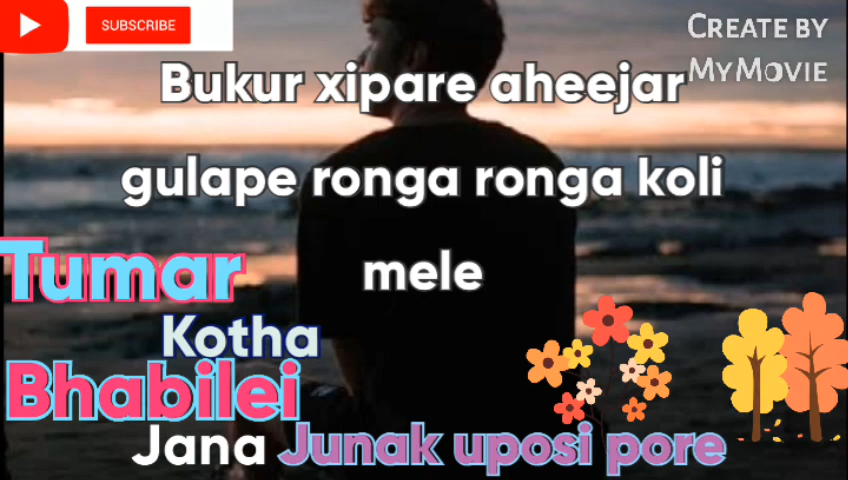 SUBSCRIBE
CREATE BY
MYMOVIE
Bukur xipare aheejar
gulape ronga ronga koli
mele
Tumar
Kotha
Bhabilei
Jana Junak uposi pore